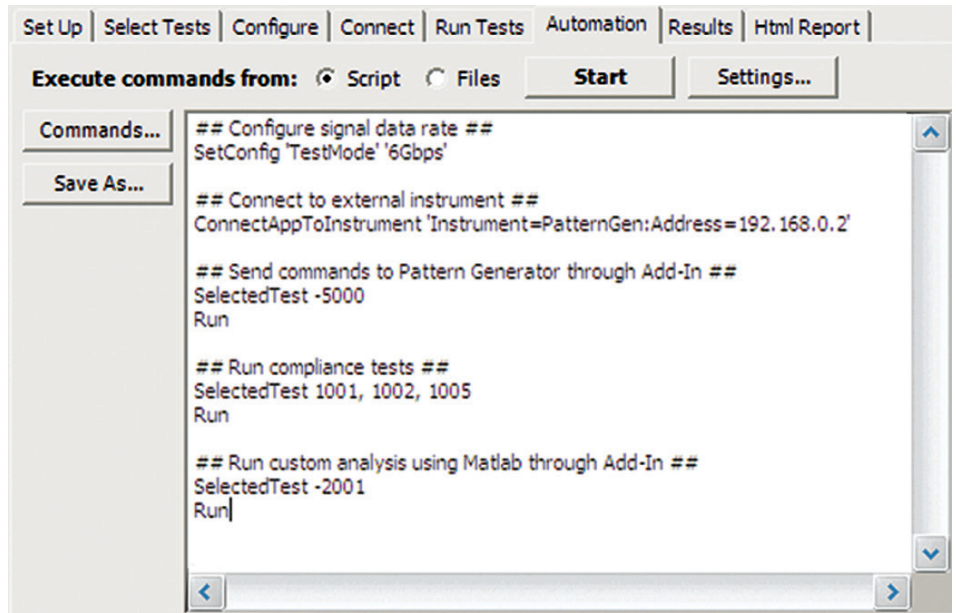 Set Up Select Tests Configure Connect Run Tests Automation Results Html Report
Execute commands from: Script Files Start Settings...
Commands...
Save As...
## Configure signal data rate ##
SetConfig 'TestMode' '6Gbps'
## Connect to external instrument ##
ConnectAppToInstrument 'Instrument=PatternGen:Address=192.168.0.2'
## Send commands to Pattern Generator through Add-In ##
SelectedTest -5000
Run
## Run compliance tests ##
SelectedTest 1001, 1002, 1005
Run
## Run custom analysis using Matlab through Add-In ##
SelectedTest -2001
Run